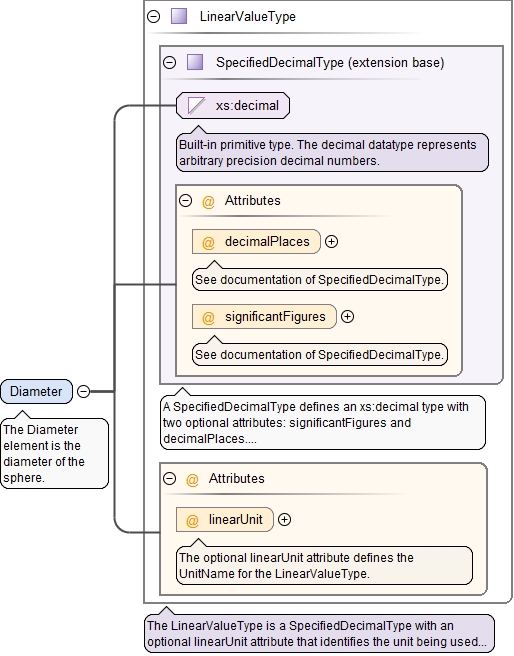 LinearValueType
SpecifiedDecimalType (extension base)
xs:decimal
Built-in primitive type. The decimal datatype represents
arbitrary precision decimal numbers.
@ Attributes
@ decimalPlaces
See documentation of SpecifiedDecimalType.
@ significantFigures
See documentation of SpecifiedDecimalType.
Diameter
The Diameter
element is the
diameter of the
sphere.
A SpecifiedDecimalType defines an xs:decimal type with
two optional attributes: significantFigures and
decimalPlaces....
@ Attributes
@ linearUnit
The optional linearUnit attribute defines the
UnitName for the LinearValueType.
The LinearValueType is a SpecifiedDecimalType with an
optional linearUnit attribute that identifies the unit being used...